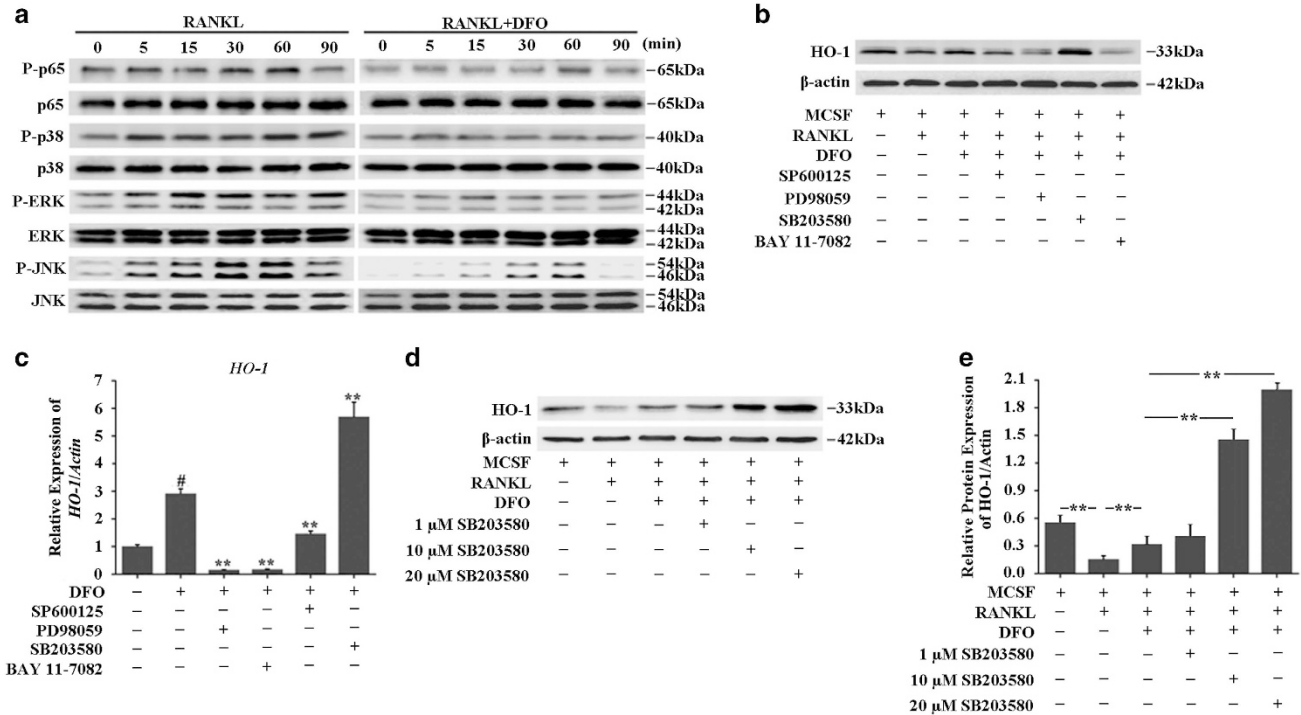 a
RANKL RANKL+DFO
0 5 15 30 60 90 0 5 15 30 60 90 (min)
P-p65 –65kDa
p65 –65kDa
P-p38 –40kDa
p38 –40kDa
P-ERK –44kDa
–42kDa
ERK –44kDa
–42kDa
P-JNK –54kDa
–46kDa
JNK –54kDa
–46kDa
b
HO-1 –33kDa
β-actin –42kDa
MCSF + + + + + + +
RANKL – + + + + + +
DFO – – + + + + +
SP600125 – – – + – – –
PD98059 – – – – + – –
SB203580 – – – – – + –
BAY 11-7082 – – – – – – +
c
HO-1
Relative Expression of
HO-1/Actin
7
6
5
4
3
2
1
0
# ** ** ** **
DFO – + + + + +
SP600125 – – – – + –
PD98059 – – + – – –
SB203580 – – – – – +
BAY 11-7082 – – – + – –
d
HO-1 –33kDa
β-actin –42kDa
MCSF + + + + + +
RANKL – + + + + +
DFO – – + + + +
1 μM SB203580 – – – + – –
10 μM SB203580 – – – – + –
20 μM SB203580 – – – – – +
e
Relative Protein Expression
of HO-1/Actin
2.1
1.8
1.5
1.2
0.9
0.6
0.3
0.0
**
**
** **
MCSF + + + + + +
RANKL – + + + + +
DFO – – + + + +
1 μM SB203580 – – – + – –
10 μM SB203580 – – – – + –
20 μM SB203580 – – – – – +